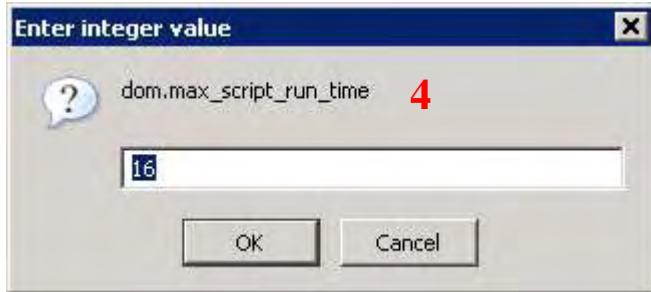 Enter integer value
?
dom.max_script_run_time 4
16
OK Cancel